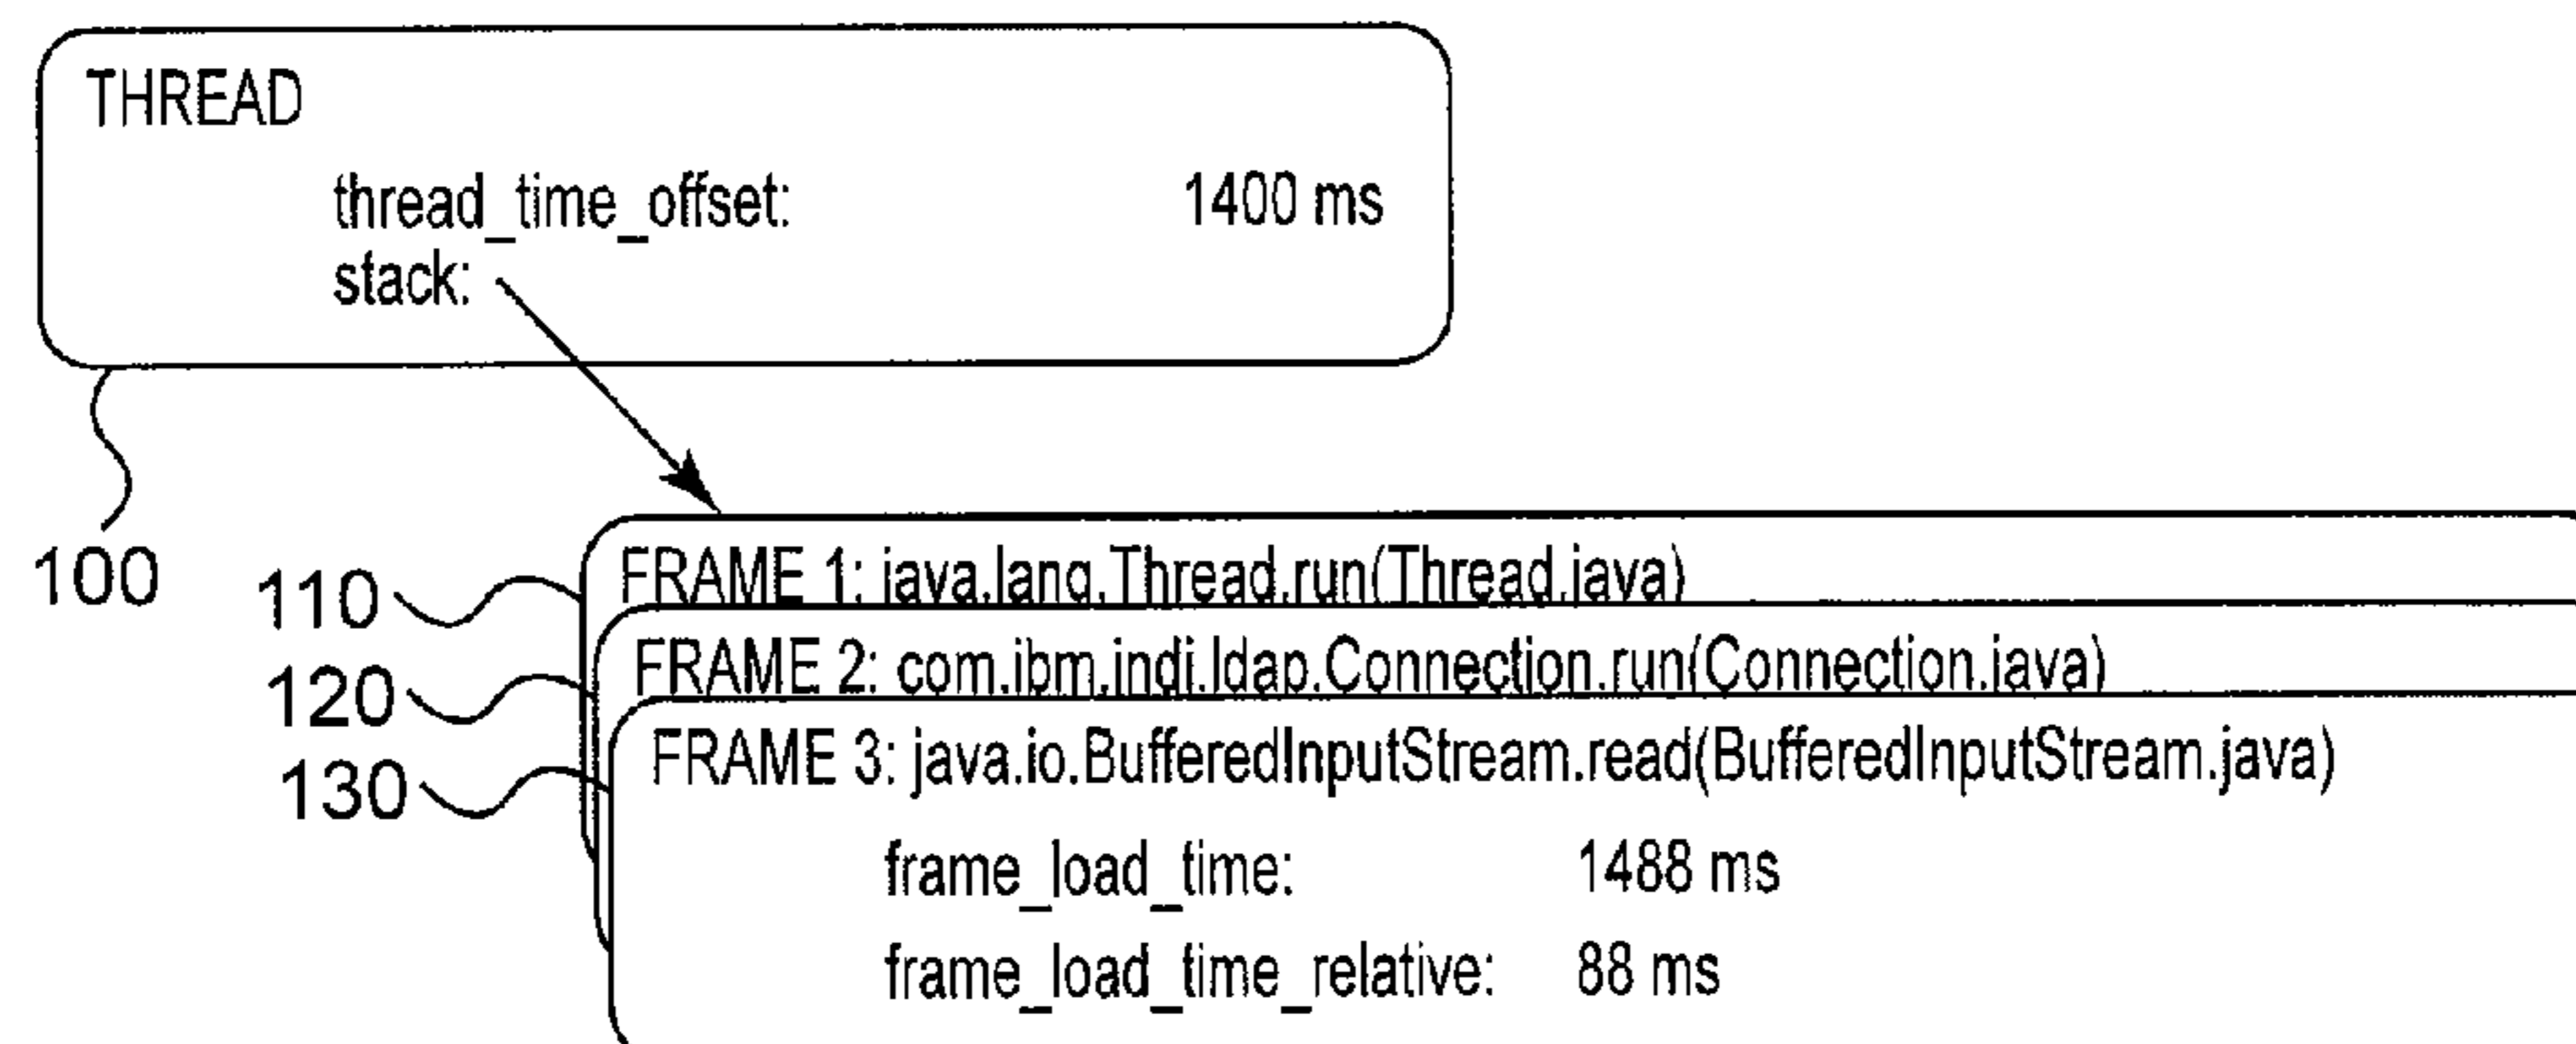 THREAD
thread_time_offset: 1400 ms
stack:
100
110 FRAME 1: java.lang.Thread.run(Thread.java)
120 FRAME 2: com.ibm.jndi.ldap.Connection.run(Connection.java)
130 FRAME 3: java.io.BufferedInputStream.read(BufferedInputStream.java)
frame_load_time: 1488 ms
frame_load_time_relative: 88 ms